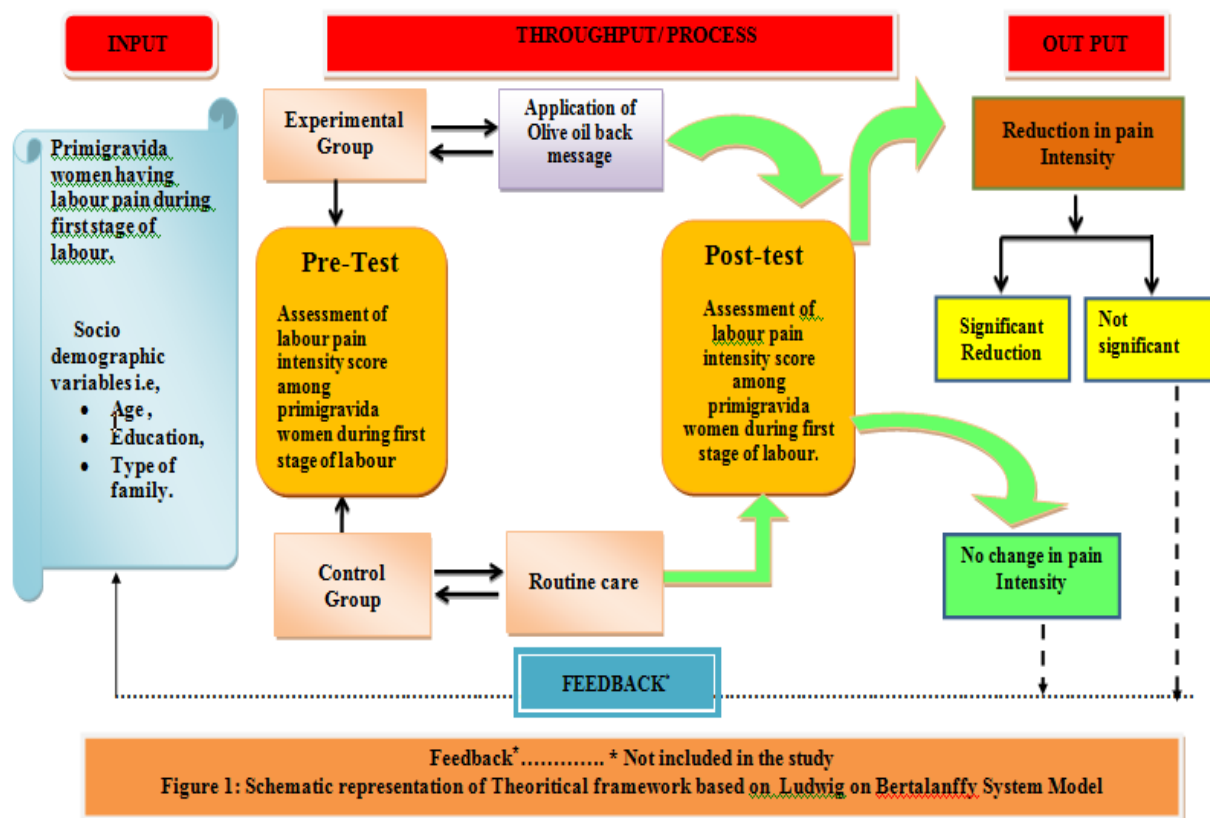 INPUT
THROUGHPUT/ PROCESS
OUT PUT
Primigravida
women having
labour pain during
first stage of
labour.
Socio
demographic
variables i.e,
• Age ,
• Education,
• Type of
family.
Experimental
Group
Application of
Olive oil back
message
Pre-Test
Assessment of
labour pain
intensity score
among
primigravida
women during first
stage of labour
Control
Group
Routine care
Post-test
Assessment of
labour pain
intensity score
among
primigravida
women during first
stage of labour.
Reduction in pain
Intensity
Significant
Reduction
Not
significant
No change in pain
Intensity
FEEDBACK*
Feedback*............. * Not included in the study
Figure 1: Schematic representation of Theoritical framework based on Ludwig on Bertalanffy System Model